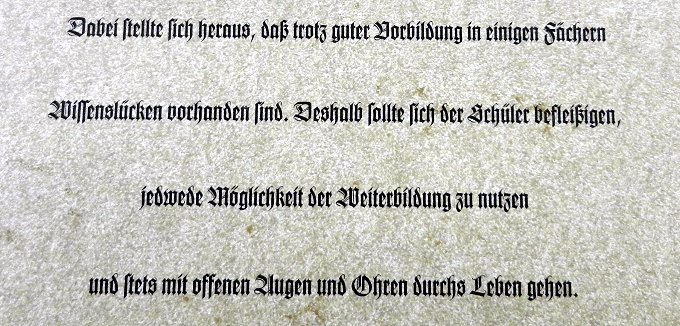 Dabei stellte sich heraus, daß trotz guter Vorbildung in einigen Fächern
Wissenslücken vorhanden sind. Deshalb sollte sich der Schüler befleißigen,
jedwede Möglichkeit der Weiterbildung zu nutzen
und stets mit offenen Augen und Ohren durchs Leben gehen.